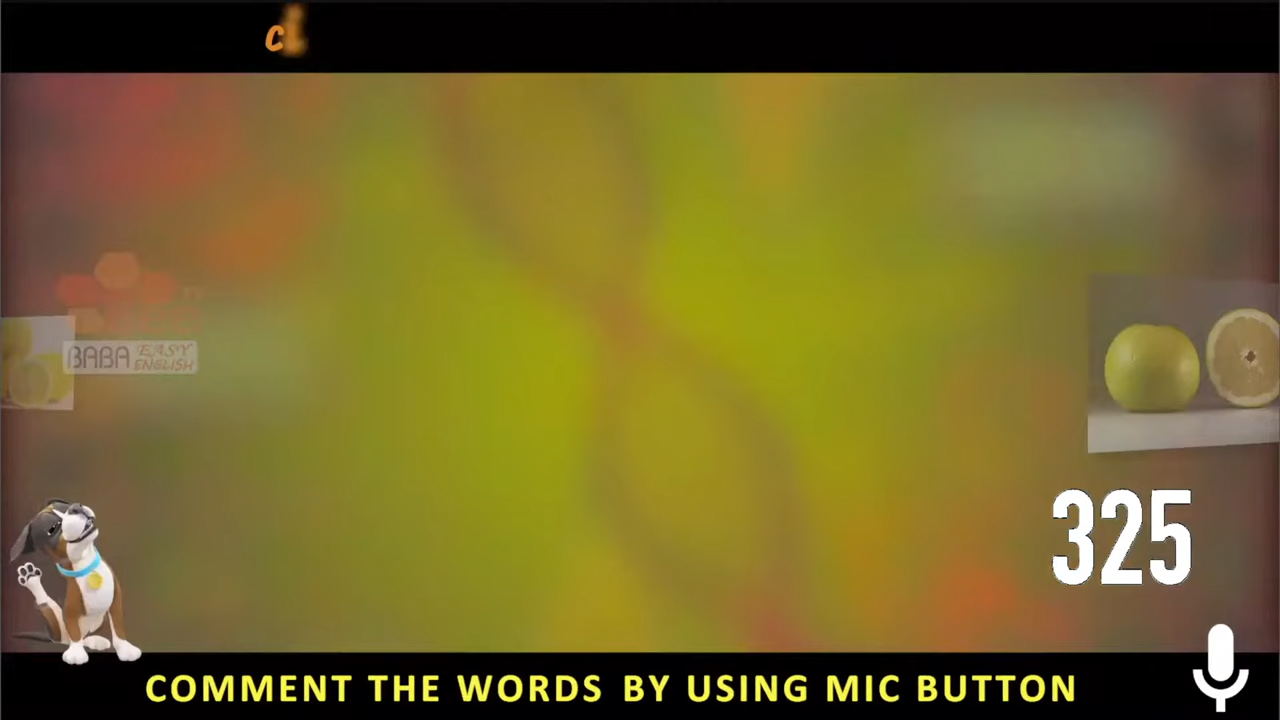 c
BABA EASY
ENGLISH
325
COMMENT THE WORDS BY USING MIC BUTTON